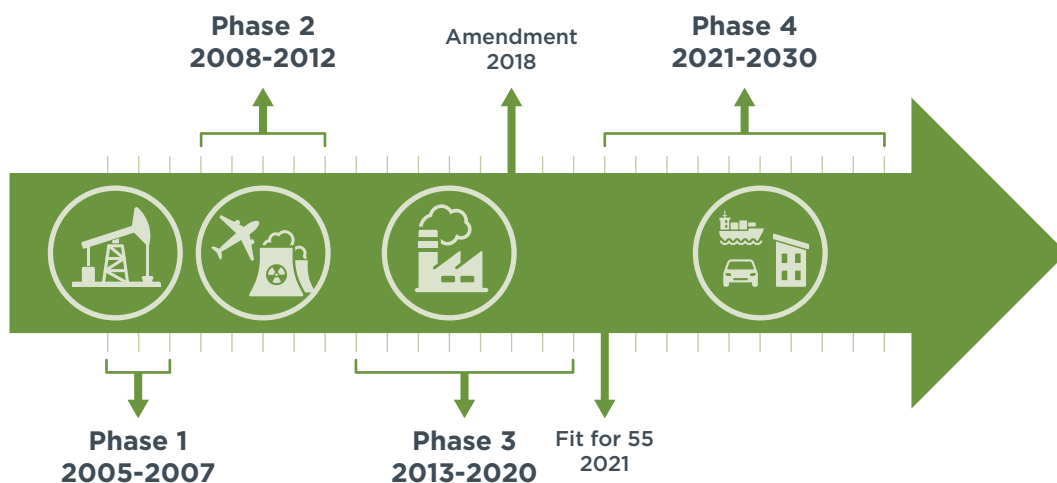 Phase 2
2008-2012
Amendment
2018
Phase 4
2021-2030
Phase 1
2005-2007
Phase 3
2013-2020
Fit for 55
2021